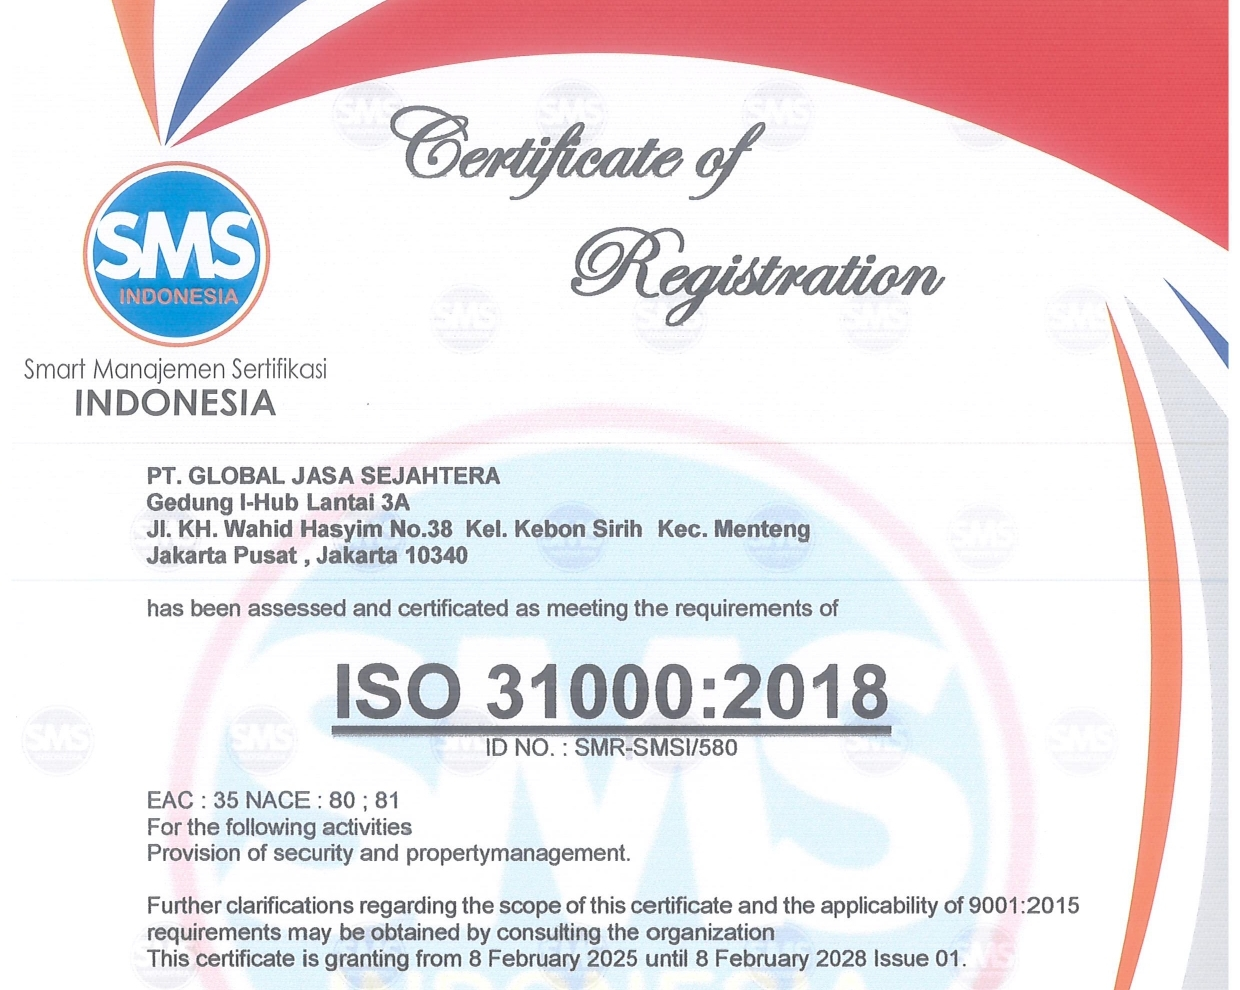 Certificate of
Registration
SMS
INDONESIA
Smart Manajemen Sertifikasi
INDONESIA
PT. GLOBAL JASA SEJAHTERA
Gedung I-Hub Lantai 3A
Jl. KH. Wahid Hasyim No.38 Kel. Kebon Sirih Kec. Menteng
Jakarta Pusat , Jakarta 10340
has been assessed and certificated as meeting the requirements of
ISO 31000:2018
ID NO. : SMR-SMSI/580
EAC : 35 NACE : 80 ; 81
For the following activities
Provision of security and propertymanagement.
Further clarifications regarding the scope of this certificate and the applicability of 9001:2015
requirements may be obtained by consulting the organization
This certificate is granting from 8 February 2025 until 8 February 2028 Issue 01.